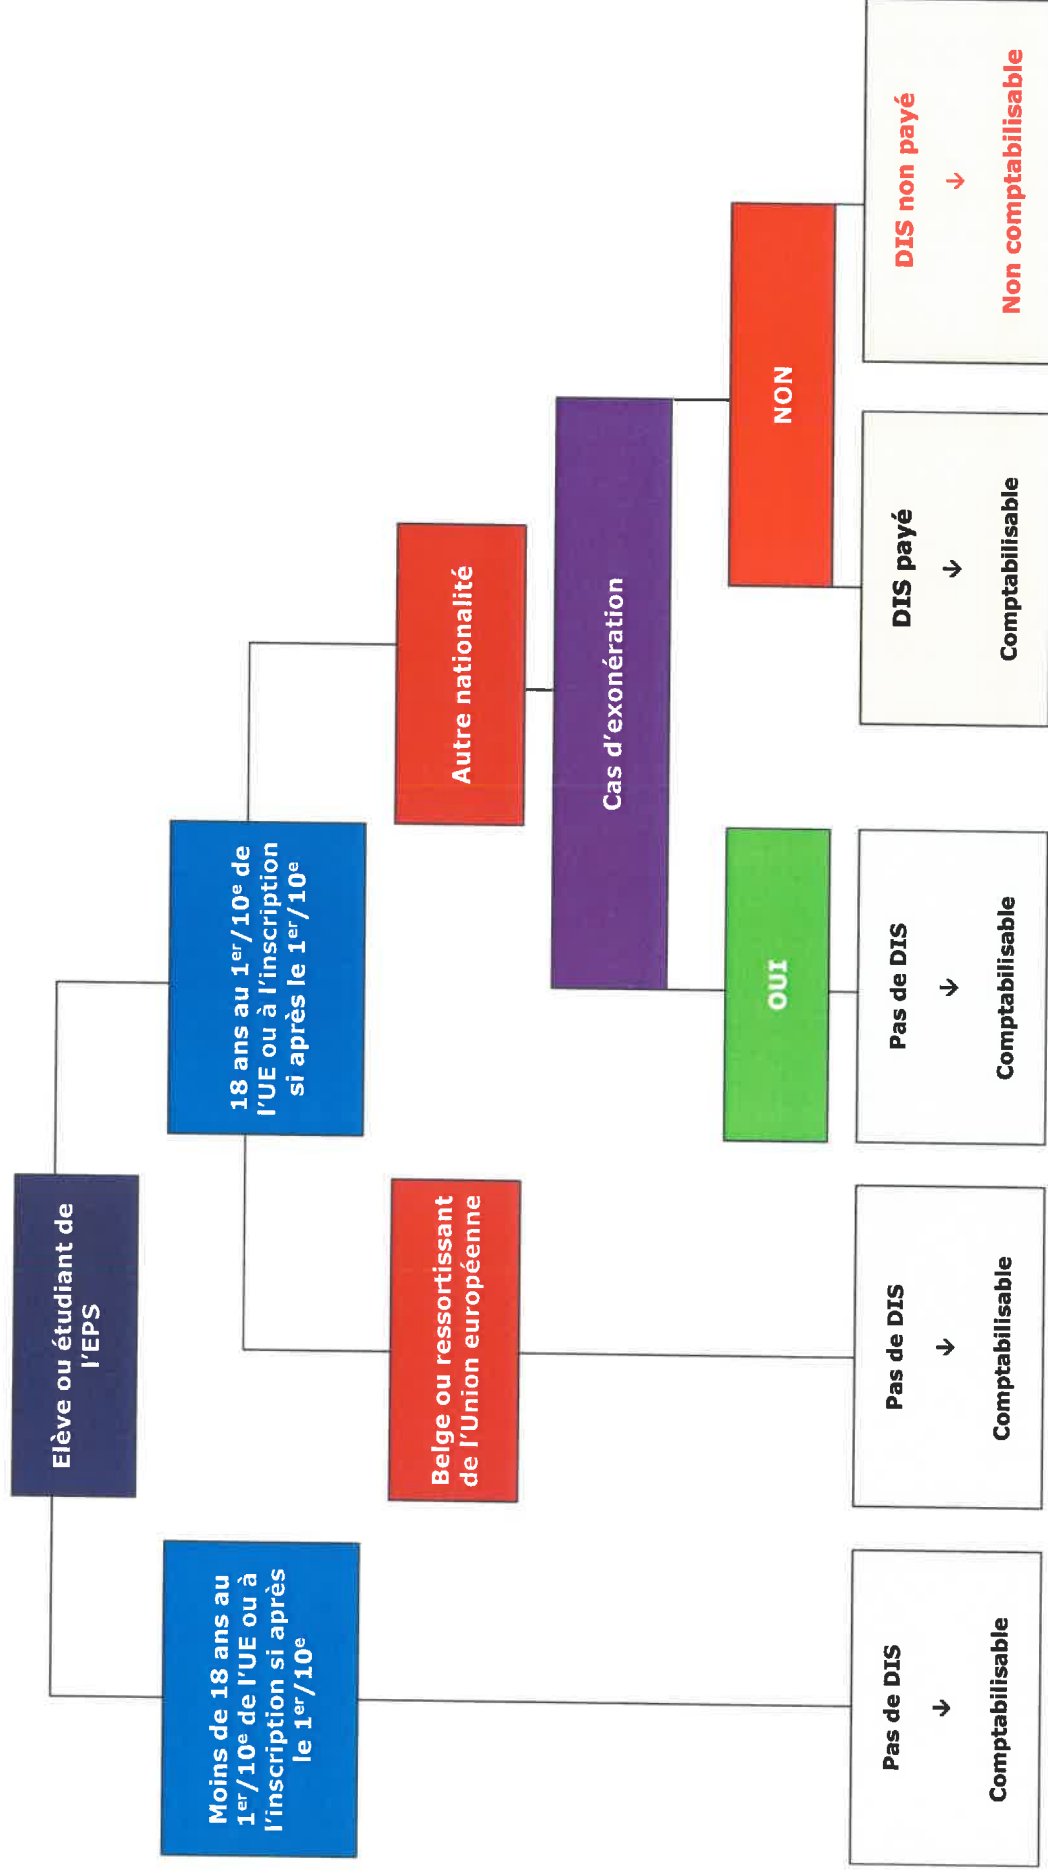 Elève ou étudiant de
l'EPS
Moins de 18 ans au
1er/10e de l'UE ou à
l'inscription si après
le 1er/10e
18 ans au 1er/10e de
l'UE ou à l'inscription
si après le 1er/10e
Belge ou ressortissant
de l'Union européenne
Autre nationalité
Cas d'exonération
OUI
NON
Pas de DIS
↓
Comptabilisable
Pas de DIS
↓
Comptabilisable
Pas de DIS
↓
Comptabilisable
DIS payé
↓
Comptabilisable
DIS non payé
↓
Non comptabilisable